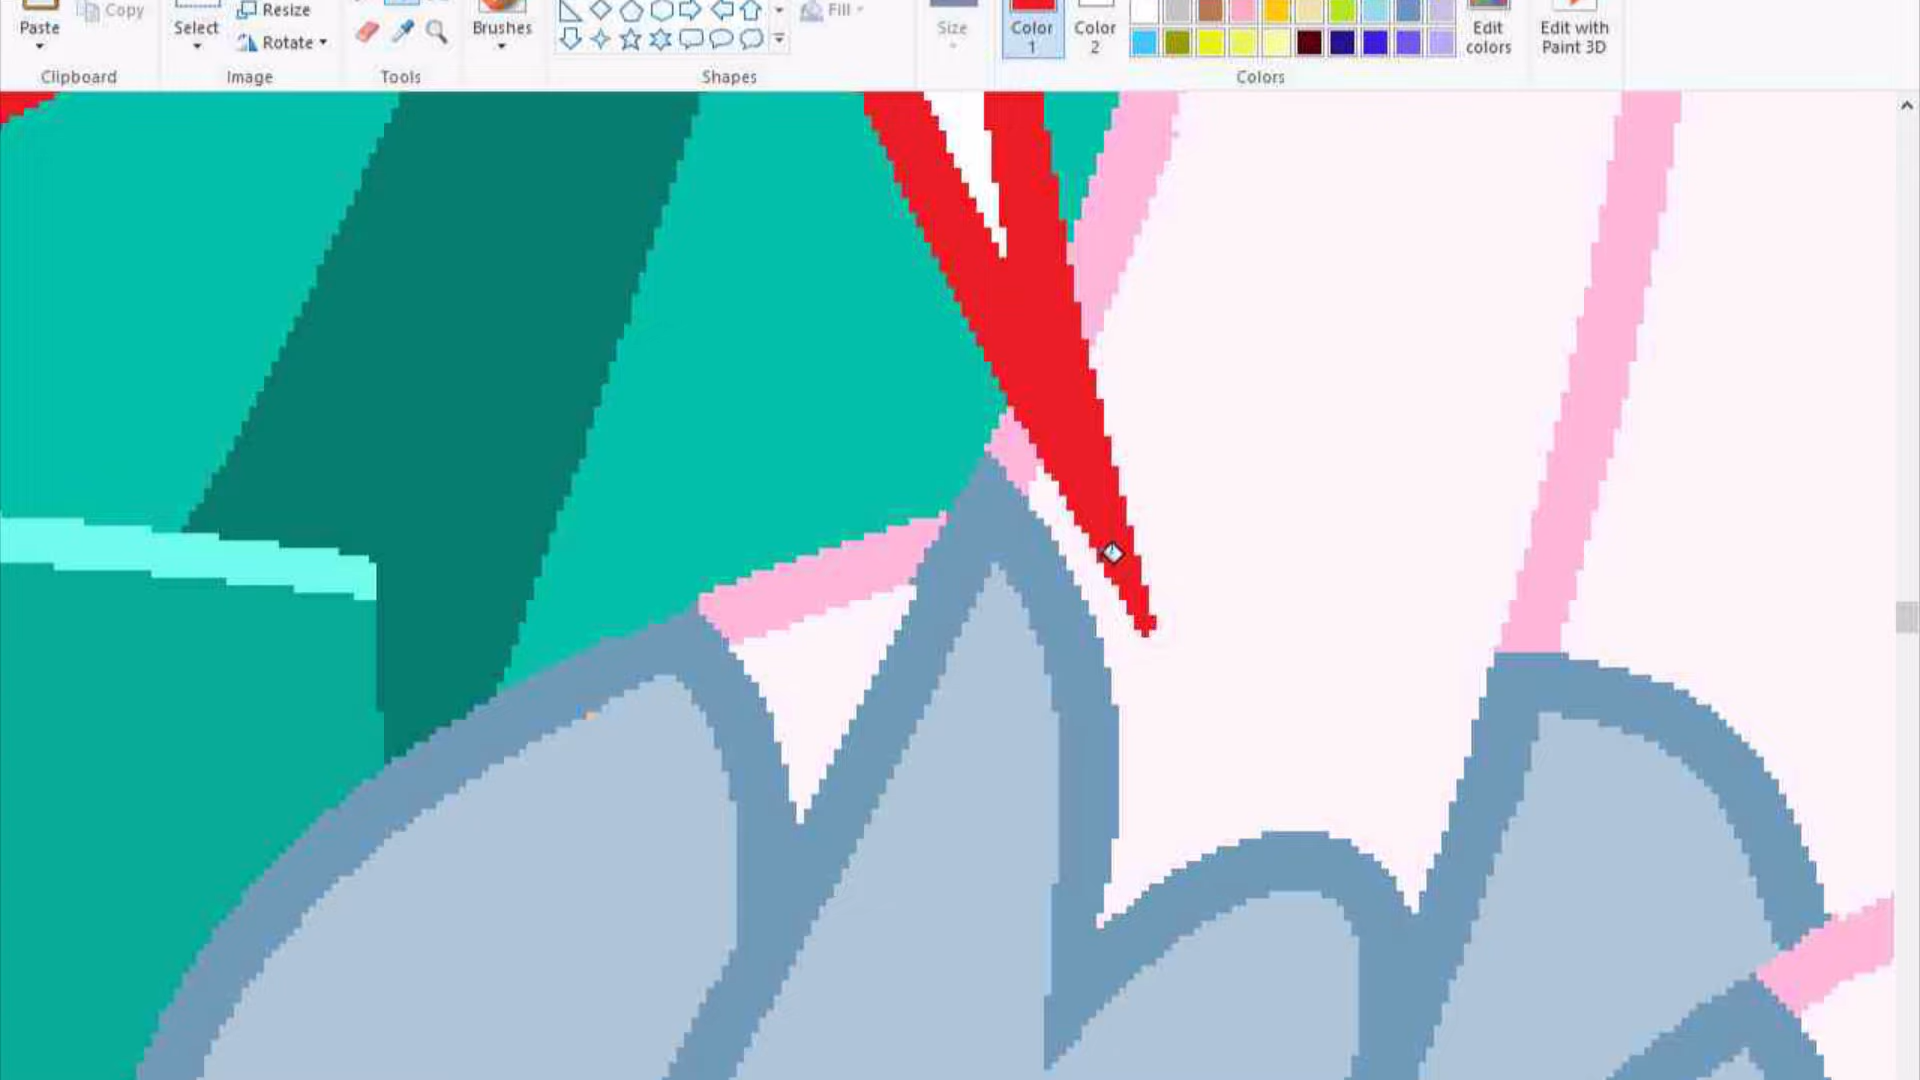 Paste
Copy
Select
Resize
Rotate
Brushes
Fill
Size
Color
1
Color
2
Edit
colors
Edit with
Paint 3D
Clipboard
Image
Tools
Shapes
Colors